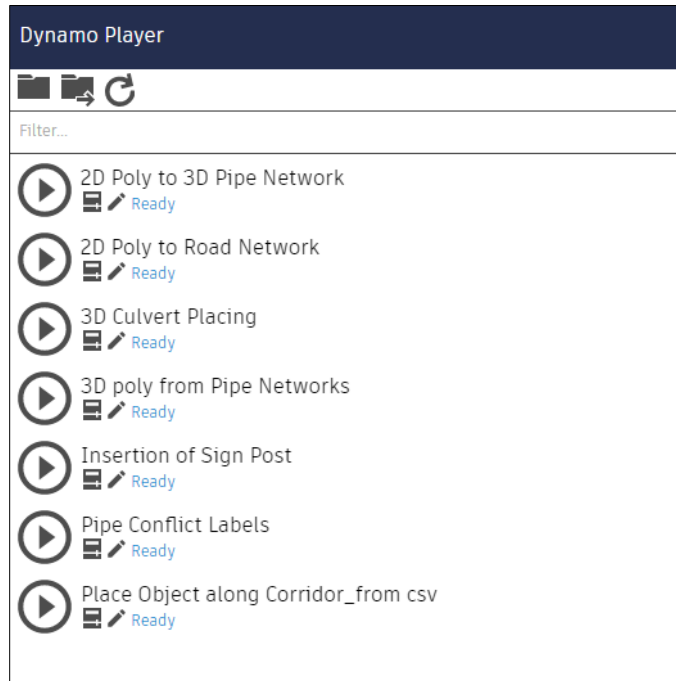 Dynamo Player
Filter...
2D Poly to 3D Pipe Network
Ready
2D Poly to Road Network
Ready
3D Culvert Placing
Ready
3D poly from Pipe Networks
Ready
Insertion of Sign Post
Ready
Pipe Conflict Labels
Ready
Place Object along Corridor_from csv
Ready